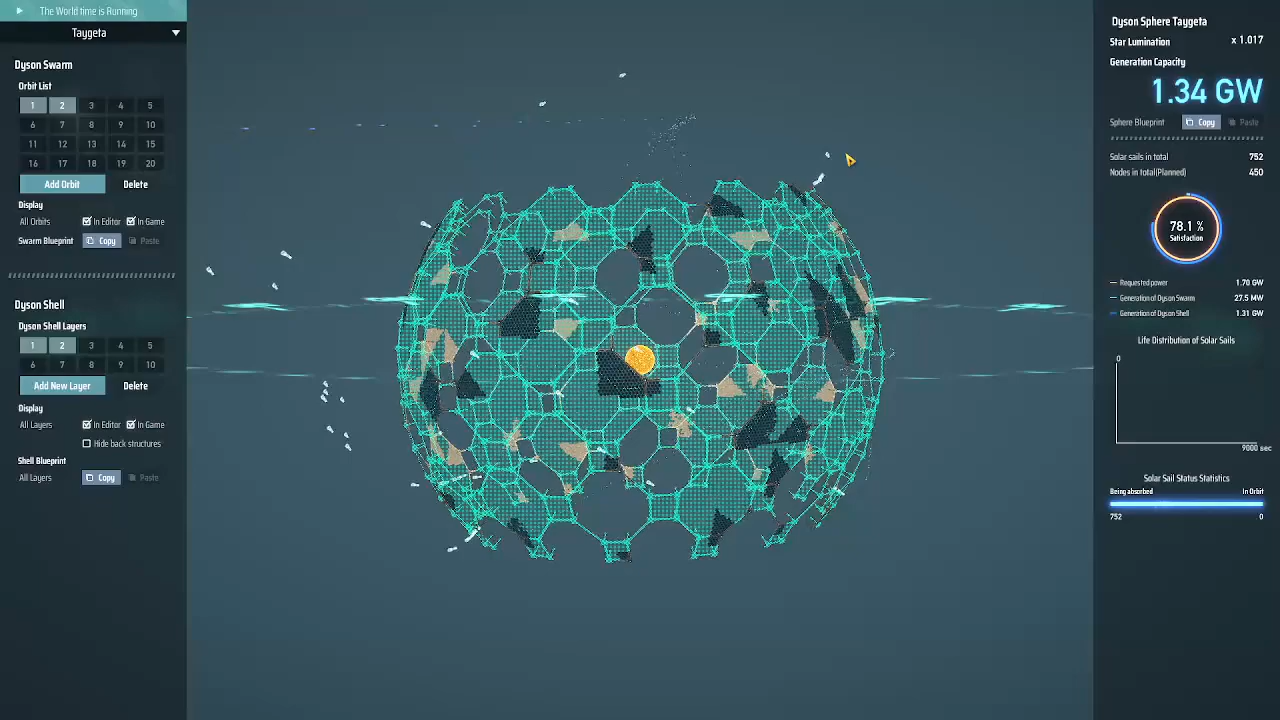 The World time is Running
Taygeta
Dyson Swarm
Orbit List
1 2 3 4 5
6 7 8 9 10
11 12 13 14 15
16 17 18 19 20
Add Orbit Delete
Display
All Orbits In Editor In Game
Swarm Blueprint Copy Paste
Dyson Shell
Dyson Shell Layers
1 2 3 4 5
6 7 8 9 10
Add New Layer Delete
Display
All Layers In Editor In Game
Hide back structures
Shell Blueprint
All Layers Copy Paste
Dyson Sphere Taygeta
Star Lumination x 1.017
Generation Capacity
1.34 GW
Sphere Blueprint Copy Paste
Solar sails in total 752
Nodes in total(Planned) 450
78.1 %
Satisfaction
Requested power 1.70 GW
Generation of Dyson Swarm 27.5 MW
Generation of Dyson Shell 1.31 GW
Life Distribution of Solar Sails
0
9000 sec
Solar Sail Status Statistics
Being absorbed In Orbit
752 0